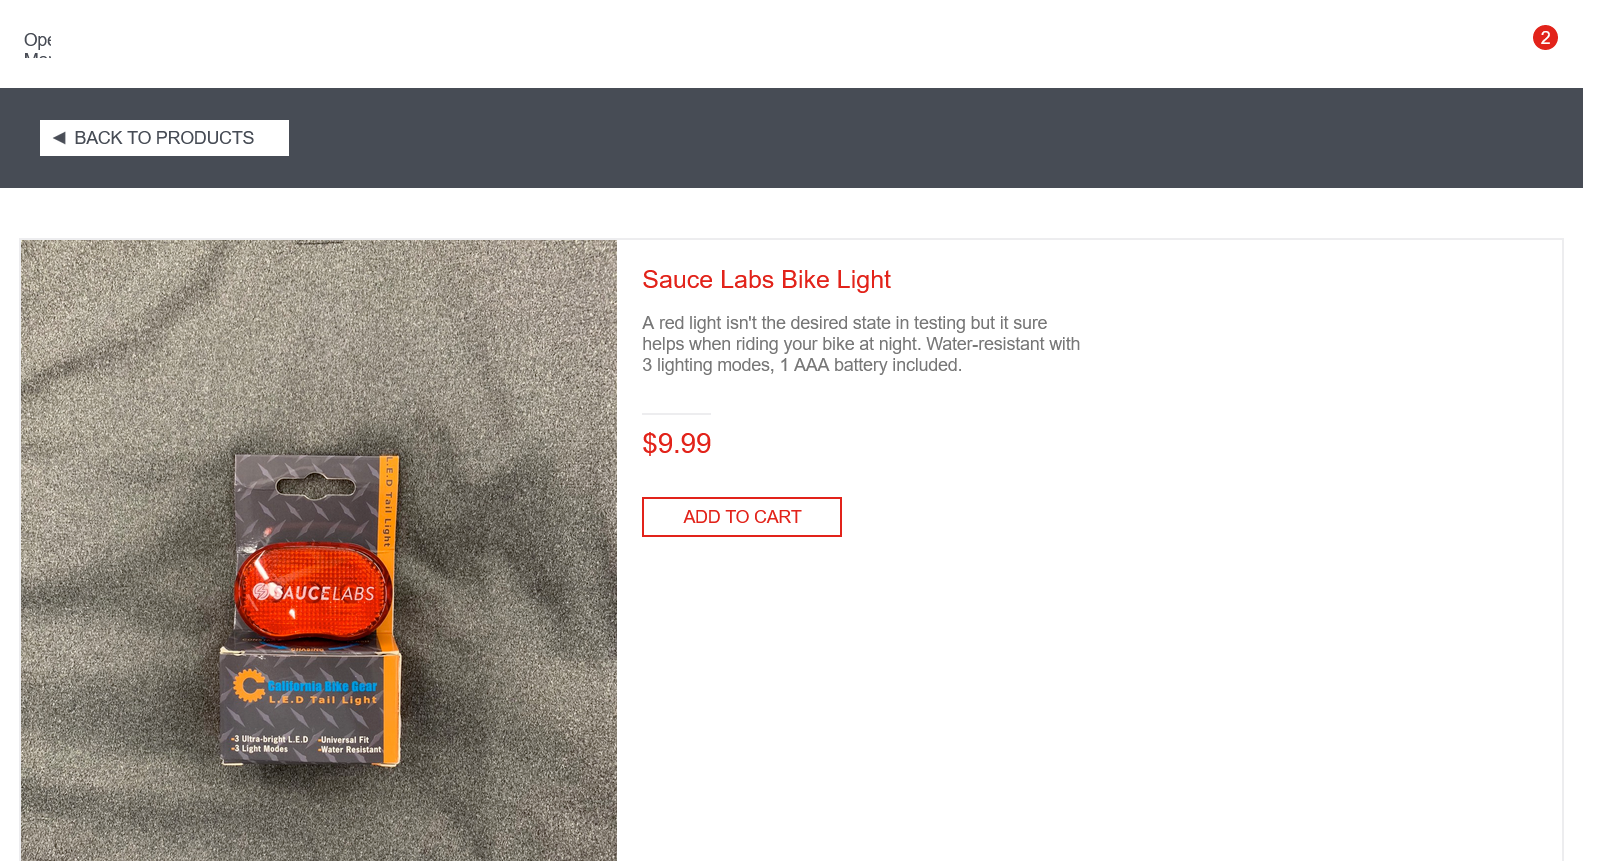 Ope
2
◄ BACK TO PRODUCTS
Sauce Labs Bike Light
A red light isn't the desired state in testing but it sure
helps when riding your bike at night. Water-resistant with
3 lighting modes, 1 AAA battery included.
$9.99
ADD TO CART
L.E.D Tail Light
SAUCELABS
California Bike Gear
L.E.D Tail Light
-3 Ultra-bright L.E.D -Universal Fit
-3 Light Modes -Water Resistant